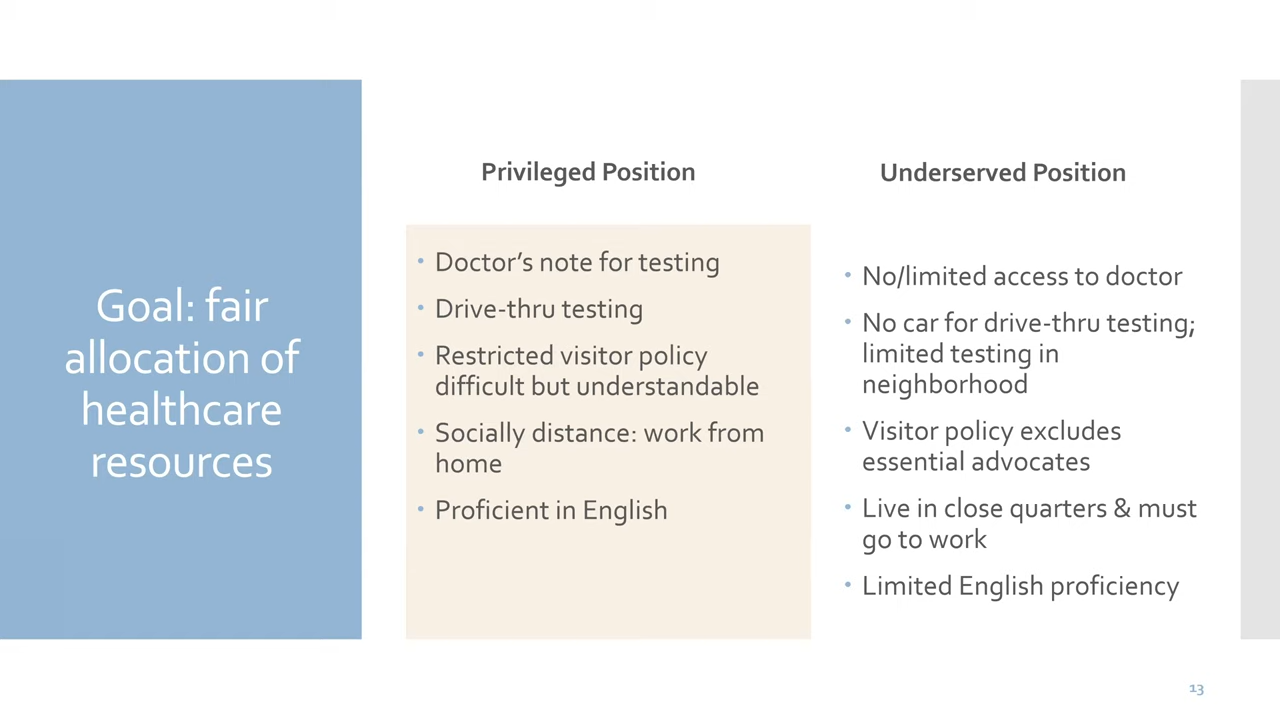 Goal: fair
allocation of
healthcare
resources
Privileged Position
• Doctor’s note for testing
• Drive-thru testing
• Restricted visitor policy
difficult but understandable
• Socially distance: work from
home
• Proficient in English
Underserved Position
• No/limited access to doctor
• No car for drive-thru testing;
limited testing in
neighborhood
• Visitor policy excludes
essential advocates
• Live in close quarters & must
go to work
• Limited English proficiency
13